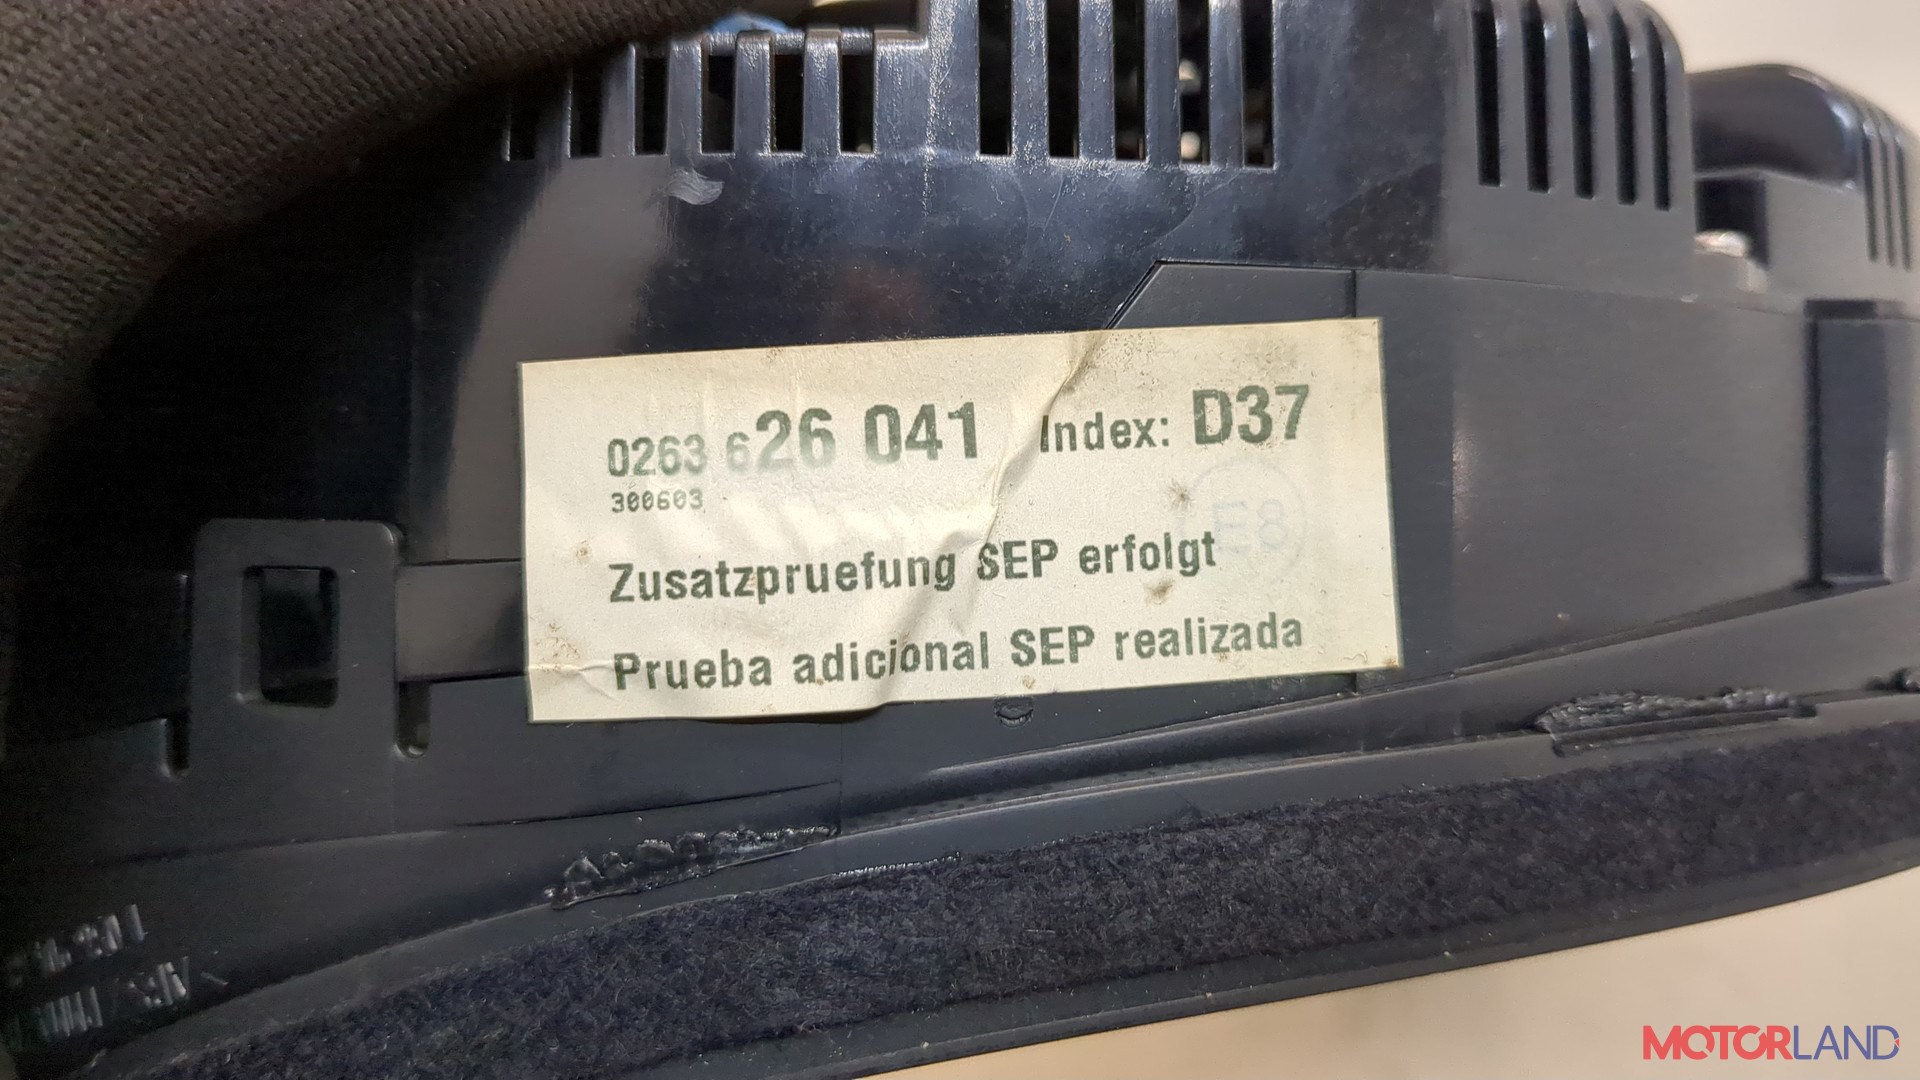 0263 626 041 Index: D37
300603
E8
Zusatzpruefung SEP erfolgt
Prueba adicional SEP realizada
MOTORLAND